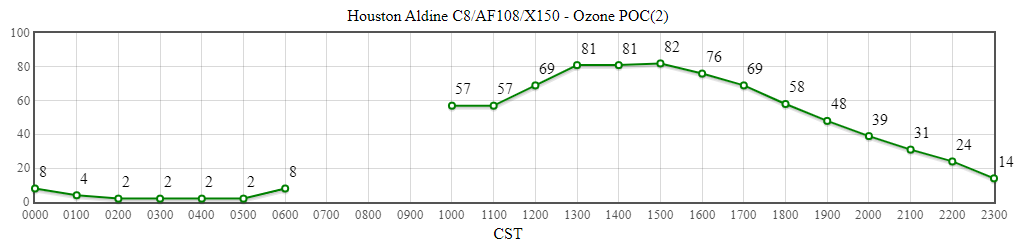 Houston Aldine C8/AF108/X150 - Ozone POC(2)
100
80
60
40
20
0
8 4 2 2 2 2 8 57 57 69 81 81 82 76 69 58 48 39 31 24 14
0000 0100 0200 0300 0400 0500 0600 0700 0800 0900 1000 1100 1200 1300 1400 1500 1600 1700 1800 1900 2000 2100 2200 2300
CST